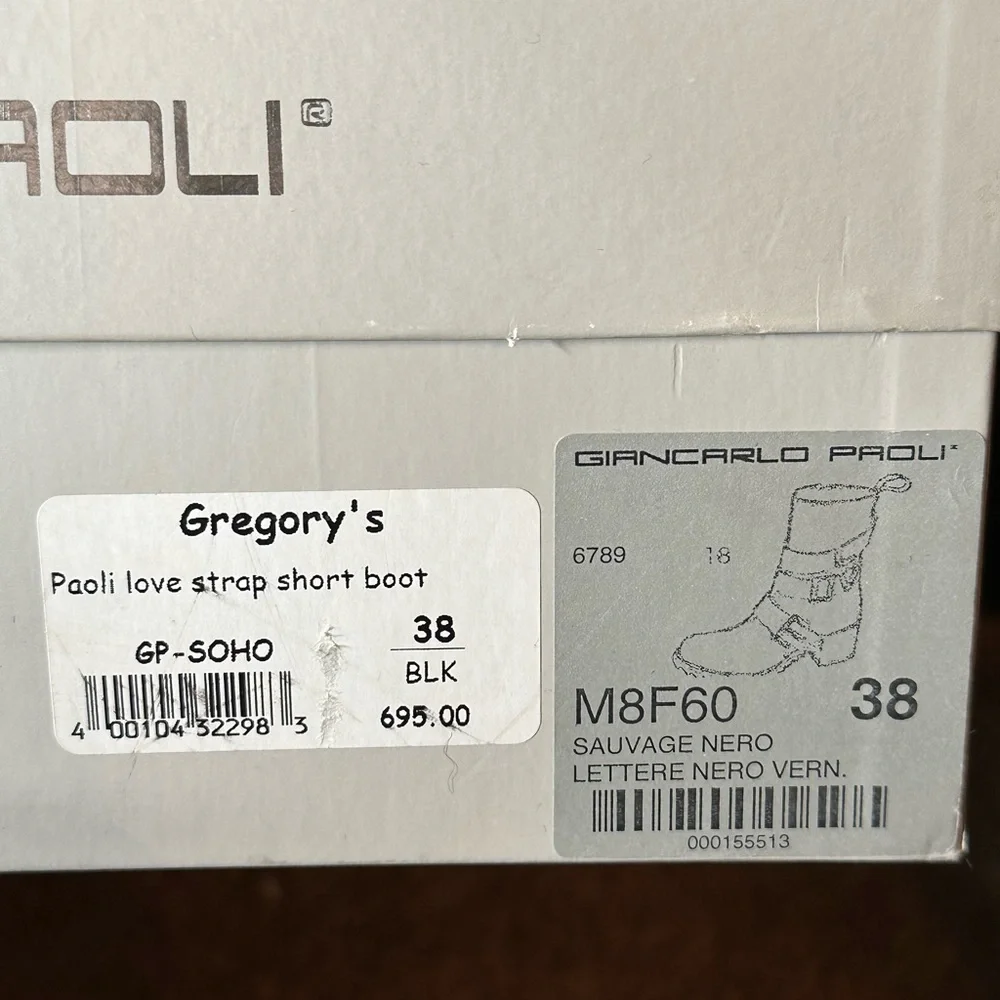 AOLI®
Gregory's
Paoli love strap short boot
GP-SOHO
38
BLK
695.00
4 00104 32298 3
GIANCARLO PAOLI
6789 18
M8F60 38
SAUVAGE NERO
LETTERE NERO VERN.
000155513